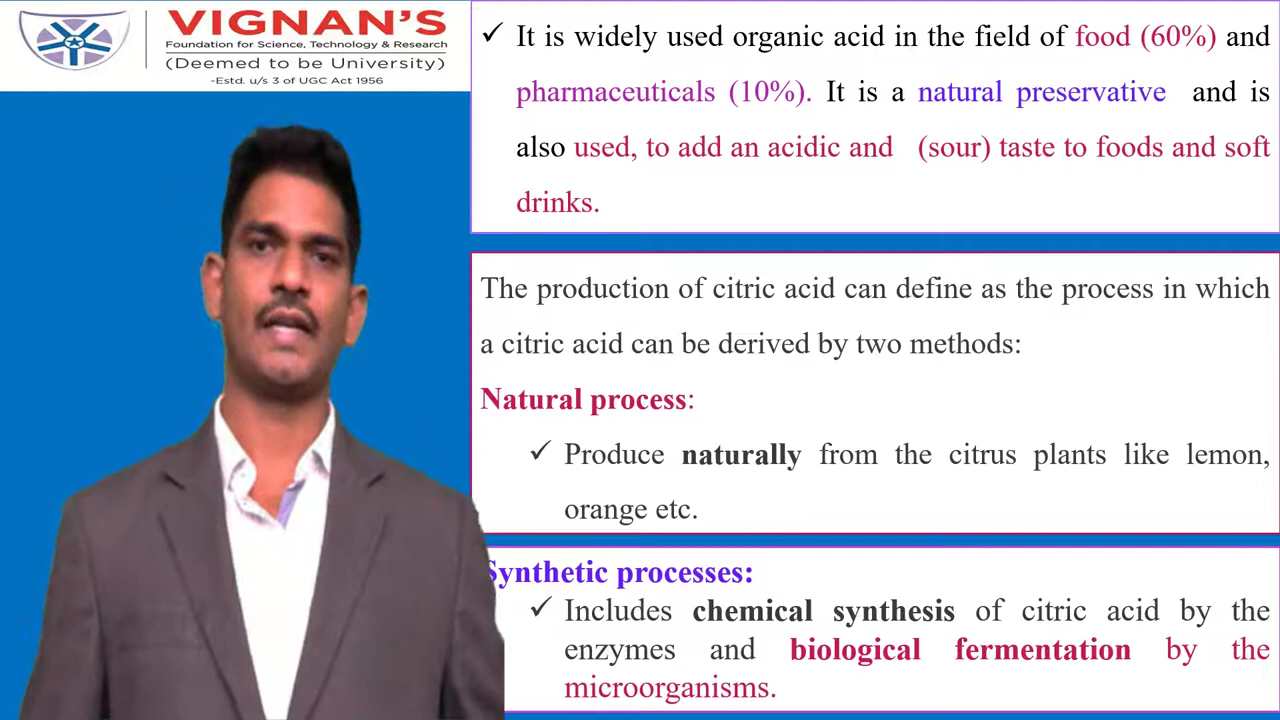 VIGNAN'S
Foundation for Science, Technology & Research
(Deemed to be University)
-Estd. u/s 3 of UGC Act 1956
✓ It is widely used organic acid in the field of food (60%) and
pharmaceuticals (10%). It is a natural preservative and is
also used, to add an acidic and (sour) taste to foods and soft
drinks.
The production of citric acid can define as the process in which
a citric acid can be derived by two methods:
Natural process:
✓ Produce naturally from the citrus plants like lemon,
orange etc.
Synthetic processes:
✓ Includes chemical synthesis of citric acid by the
enzymes and biological fermentation by the
microorganisms.